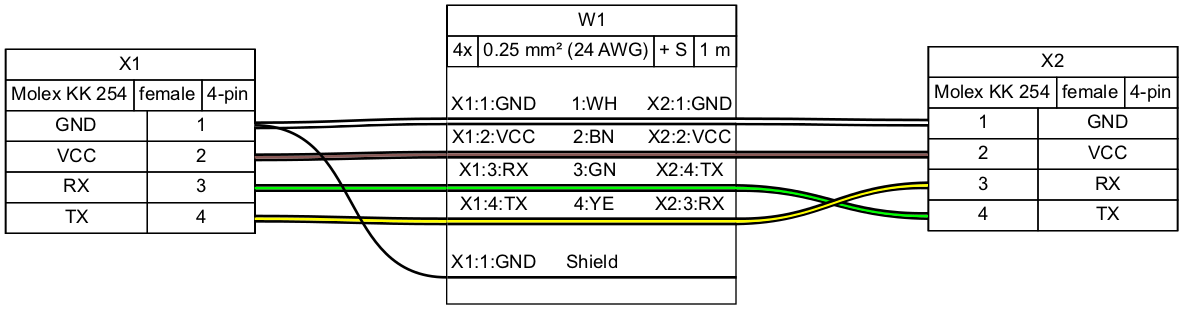 X1
Molex KK 254 female 4-pin
GND 1
VCC 2
RX 3
TX 4
W1
4x 0.25 mm² (24 AWG) + S 1 m
X1:1:GND 1:WH X2:1:GND
X1:2:VCC 2:BN X2:2:VCC
X1:3:RX 3:GN X2:4:TX
X1:4:TX 4:YE X2:3:RX
X1:1:GND Shield
X2
Molex KK 254 female 4-pin
1 GND
2 VCC
3 RX
4 TX